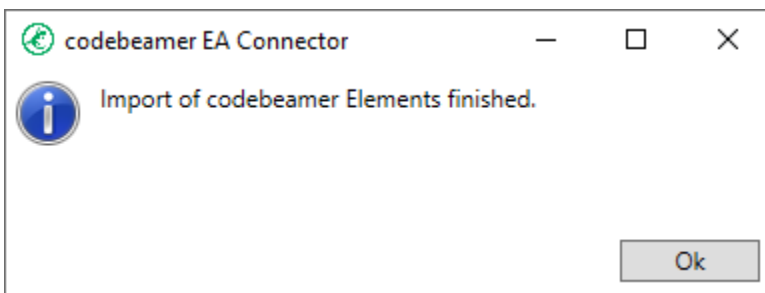 codebeamer EA Connector
Import of codebeamer Elements finished.
Ok